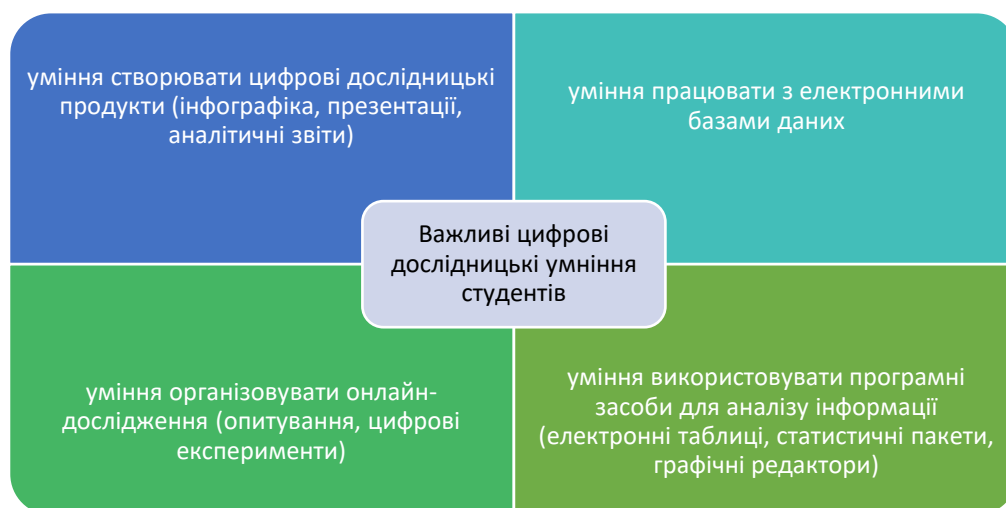 уміння створювати цифрові дослідницькі
продукти (інфографіка, презентації,
аналітичні звіти)
уміння працювати з електронними
базами даних
Важливі цифрові
дослідницькі умніння
студентів
уміння організовувати онлайн-
дослідження (опитування, цифрові
експерименти)
уміння використовувати програмні
засоби для аналізу інформації
(електронні таблиці, статистичні пакети,
графічні редактори)